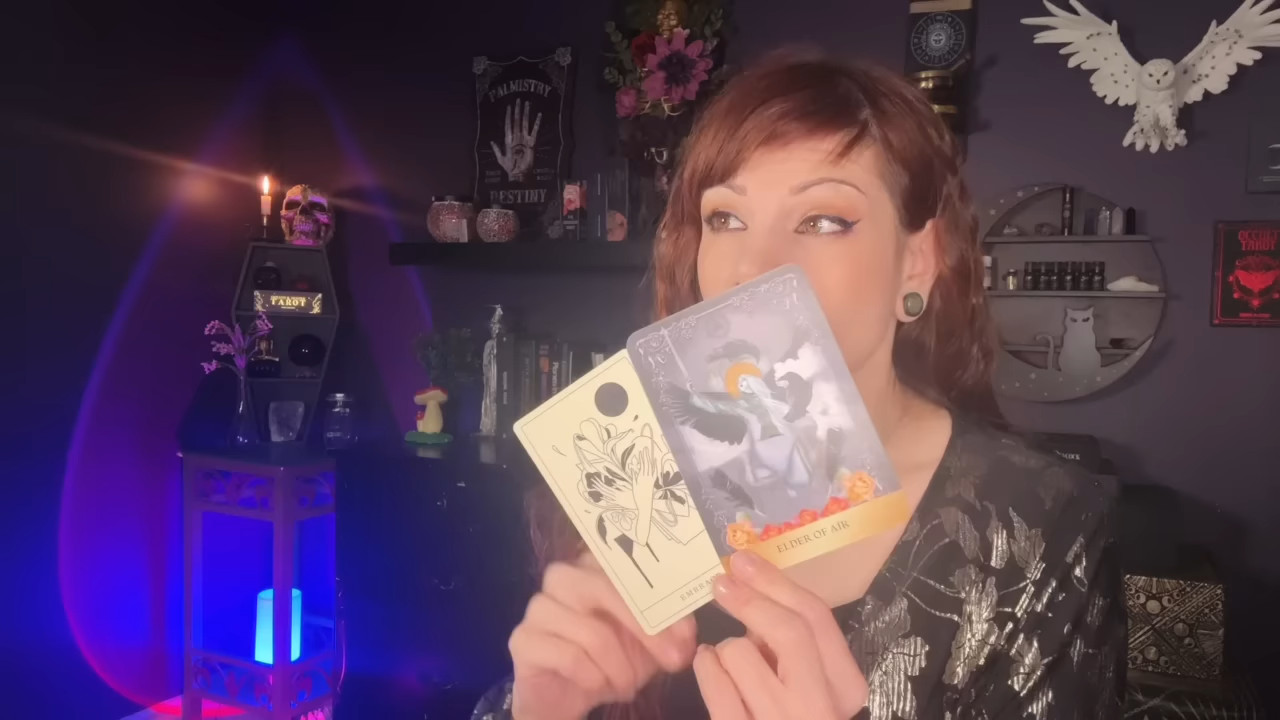 PALMISTRY
DESTINY
TAROT
OCCULT
TAROT
ELDER OF AIR